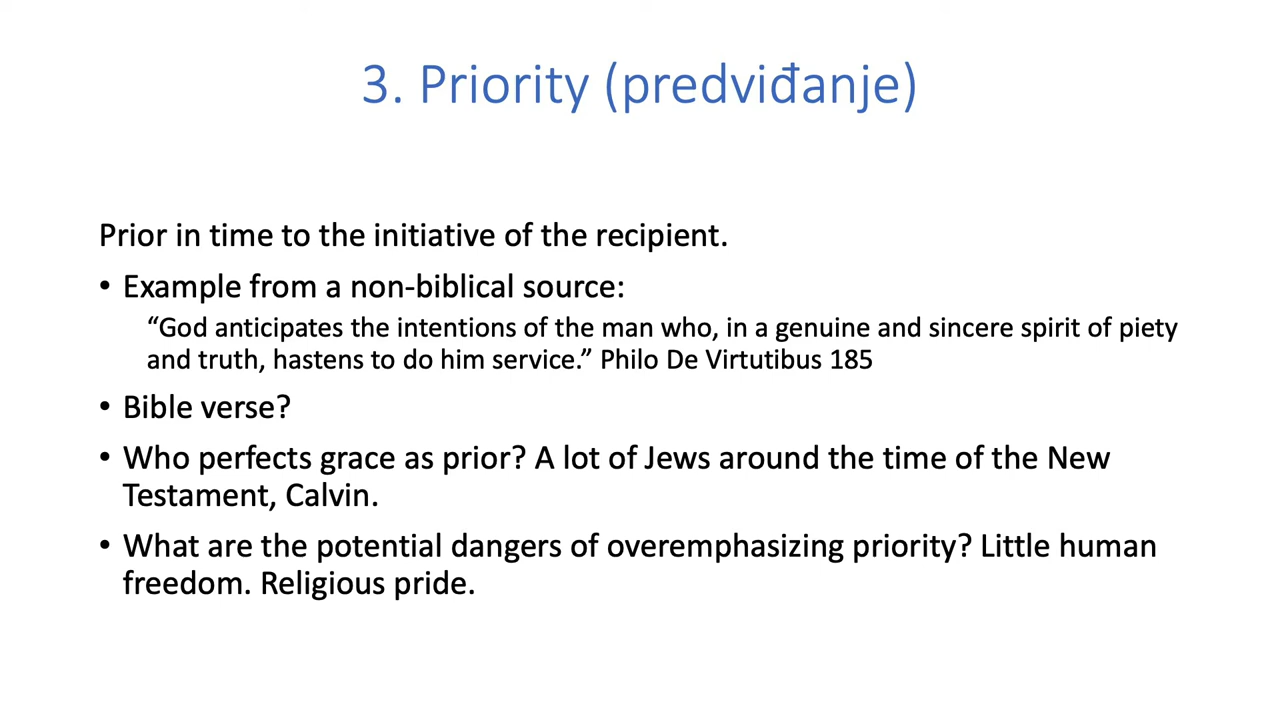 3. Priority (predviđanje)
Prior in time to the initiative of the recipient.
• Example from a non-biblical source:
“God anticipates the intentions of the man who, in a genuine and sincere spirit of piety
and truth, hastens to do him service.” Philo De Virtutibus 185
• Bible verse?
• Who perfects grace as prior? A lot of Jews around the time of the New
Testament, Calvin.
• What are the potential dangers of overemphasizing priority? Little human
freedom. Religious pride.